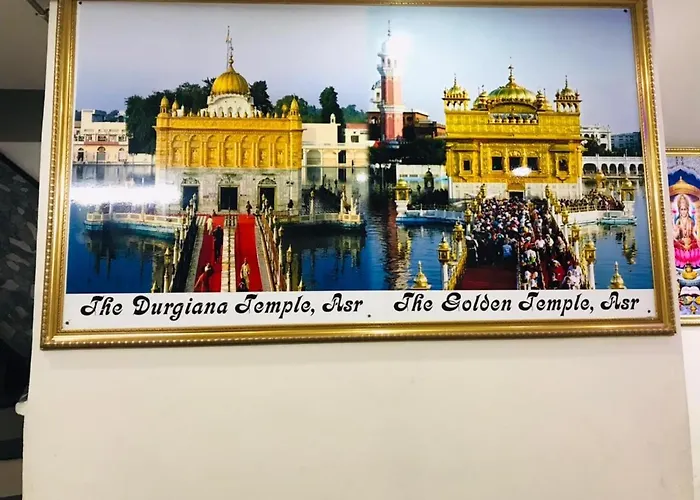 The Durgiana Temple, Asr
The Golden Temple, Asr